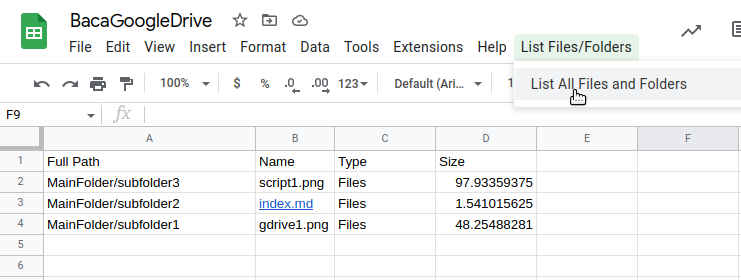 BacaGoogleDrive
File Edit View Insert Format Data Tools Extensions Help List Files/Folders
List All Files and Folders
100% $ % .0 .00 123 Default (Ari... 1
F9 fx
A B C D E F
1 Full Path Name Type Size
2 MainFolder/subfolder3 script1.png Files 97.93359375
3 MainFolder/subfolder2 index.md Files 1.541015625
4 MainFolder/subfolder1 gdrive1.png Files 48.25488281
5
6